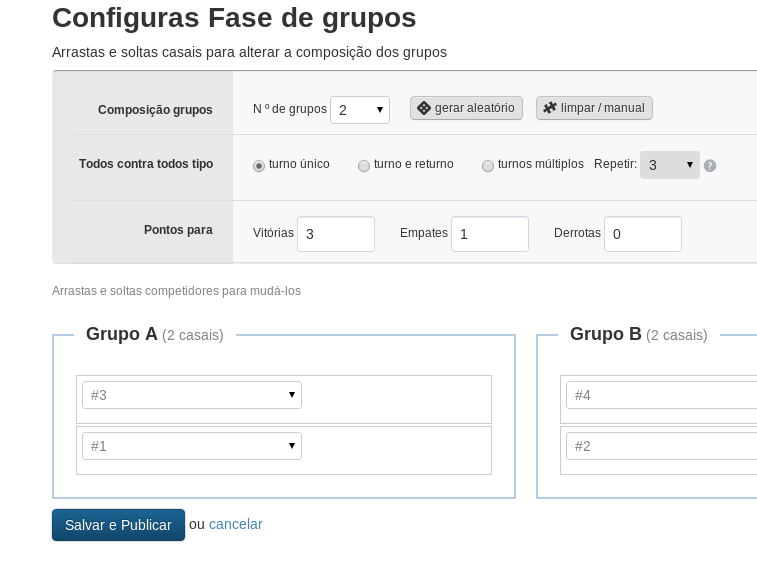 Configuras Fase de grupos
Arrastas e soltas casais para alterar a composição dos grupos
Composição grupos N º de grupos 2 gerar aleatório limpar / manual
Todos contra todos tipo turno único turno e returno turnos múltiplos Repetir: 3 ?
Pontos para Vitórias 3 Empates 1 Derrotas 0
Arrastas e soltas competidores para mudá-los
Grupo A (2 casais) Grupo B (2 casais)
#3 #4
#1 #2
Salvar e Publicar ou cancelar